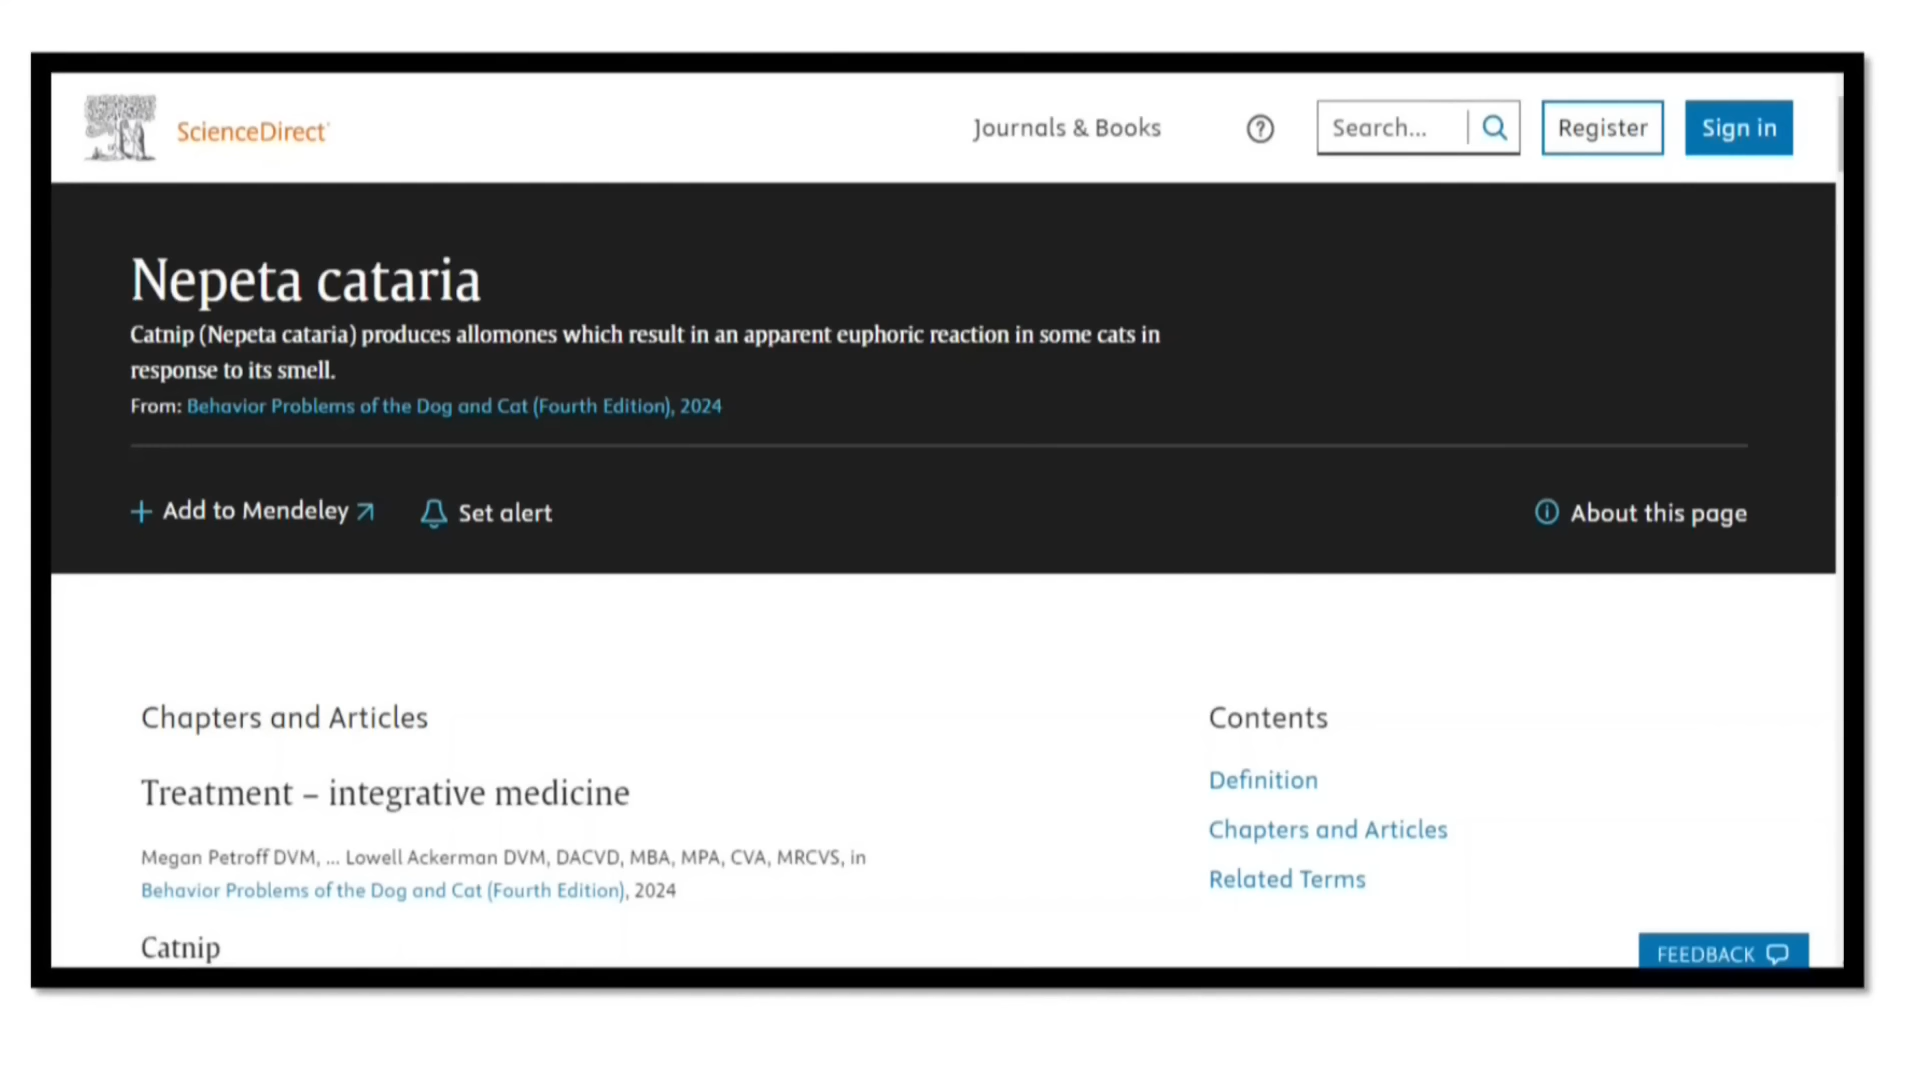 ScienceDirect
Journals & Books
Search...
Register
Sign in
Nepeta cataria
Catnip (Nepeta cataria) produces allomones which result in an apparent euphoric reaction in some cats in
response to its smell.
From: Behavior Problems of the Dog and Cat (Fourth Edition), 2024
Add to Mendeley
Set alert
About this page
Chapters and Articles
Treatment – integrative medicine
Megan Petroff DVM, ... Lowell Ackerman DVM, DACVD, MBA, MPA, CVA, MRCVS, in
Behavior Problems of the Dog and Cat (Fourth Edition), 2024
Catnip
Contents
Definition
Chapters and Articles
Related Terms
FEEDBACK